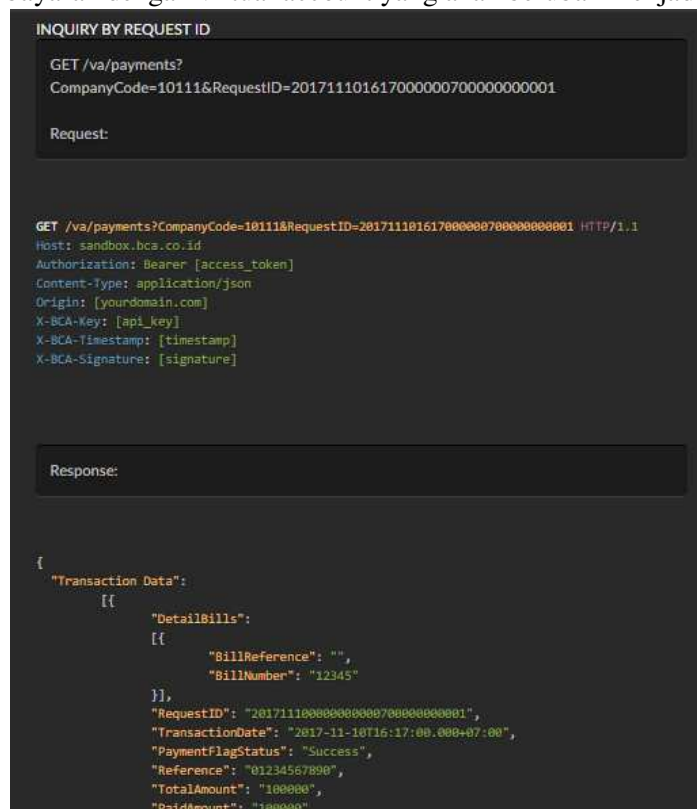 INQUIRY BY REQUEST ID
GET /va/payments?
CompanyCode=10111&RequestID=201711101617000000700000000001
Request:
GET /va/payments?CompanyCode=10111&RequestID=201711101617000000700000000001 HTTP/1.1
Host: sandbox.bca.co.id
Authorization: Bearer [access_token]
Content-Type: application/json
Origin: [yourdomain.com]
X-BCA-Key: [api_key]
X-BCA-Timestamp: [timestamp]
X-BCA-Signature: [signature]
Response:
{
"Transaction Data":
[{
"DetailBills":
[{
"BillReference": "",
"BillNumber": "12345"
}],
"RequestID": "201711100000000000700000000001",
"TransactionDate": "2017-11-10T16:17:00.000+07:00",
"PaymentFlagStatus": "Success",
"Reference": "01234567890",
"TotalAmount": "100000",
"PaidAmount": "100000"